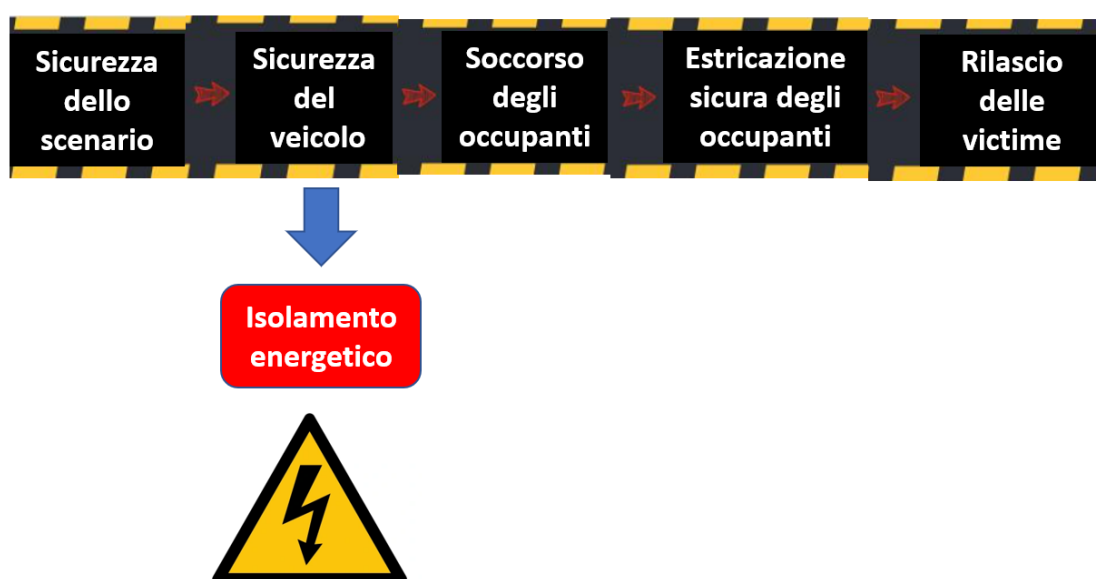 Sicurezza
dello
scenario
Sicurezza
del
veicolo
Soccorso
degli
occupanti
Estricazione
sicura degli
occupanti
Rilascio
delle
victime
Isolamento
energetico